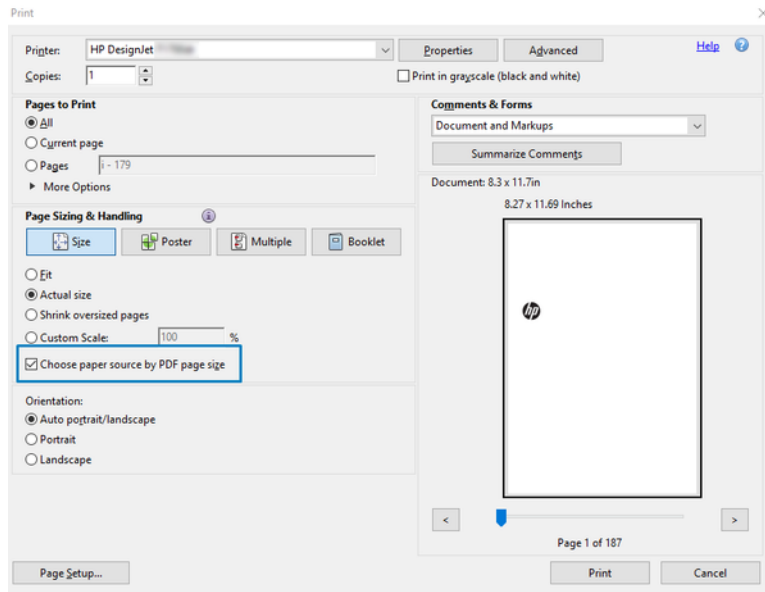 Print
Printer: HP DesignJet
Properties
Advanced
Help
Copies: 1
Print in grayscale (black and white)
Pages to Print
All
Current page
Pages i - 179
More Options
Comments & Forms
Document and Markups
Summarize Comments
Document: 8.3 x 11.7in
8.27 x 11.69 Inches
Page Sizing & Handling
Size
Poster
Multiple
Booklet
Fit
Actual size
Shrink oversized pages
Custom Scale: 100 %
Choose paper source by PDF page size
Orientation:
Auto portrait/landscape
Portrait
Landscape
hp
<
>
Page 1 of 187
Page Setup...
Print
Cancel